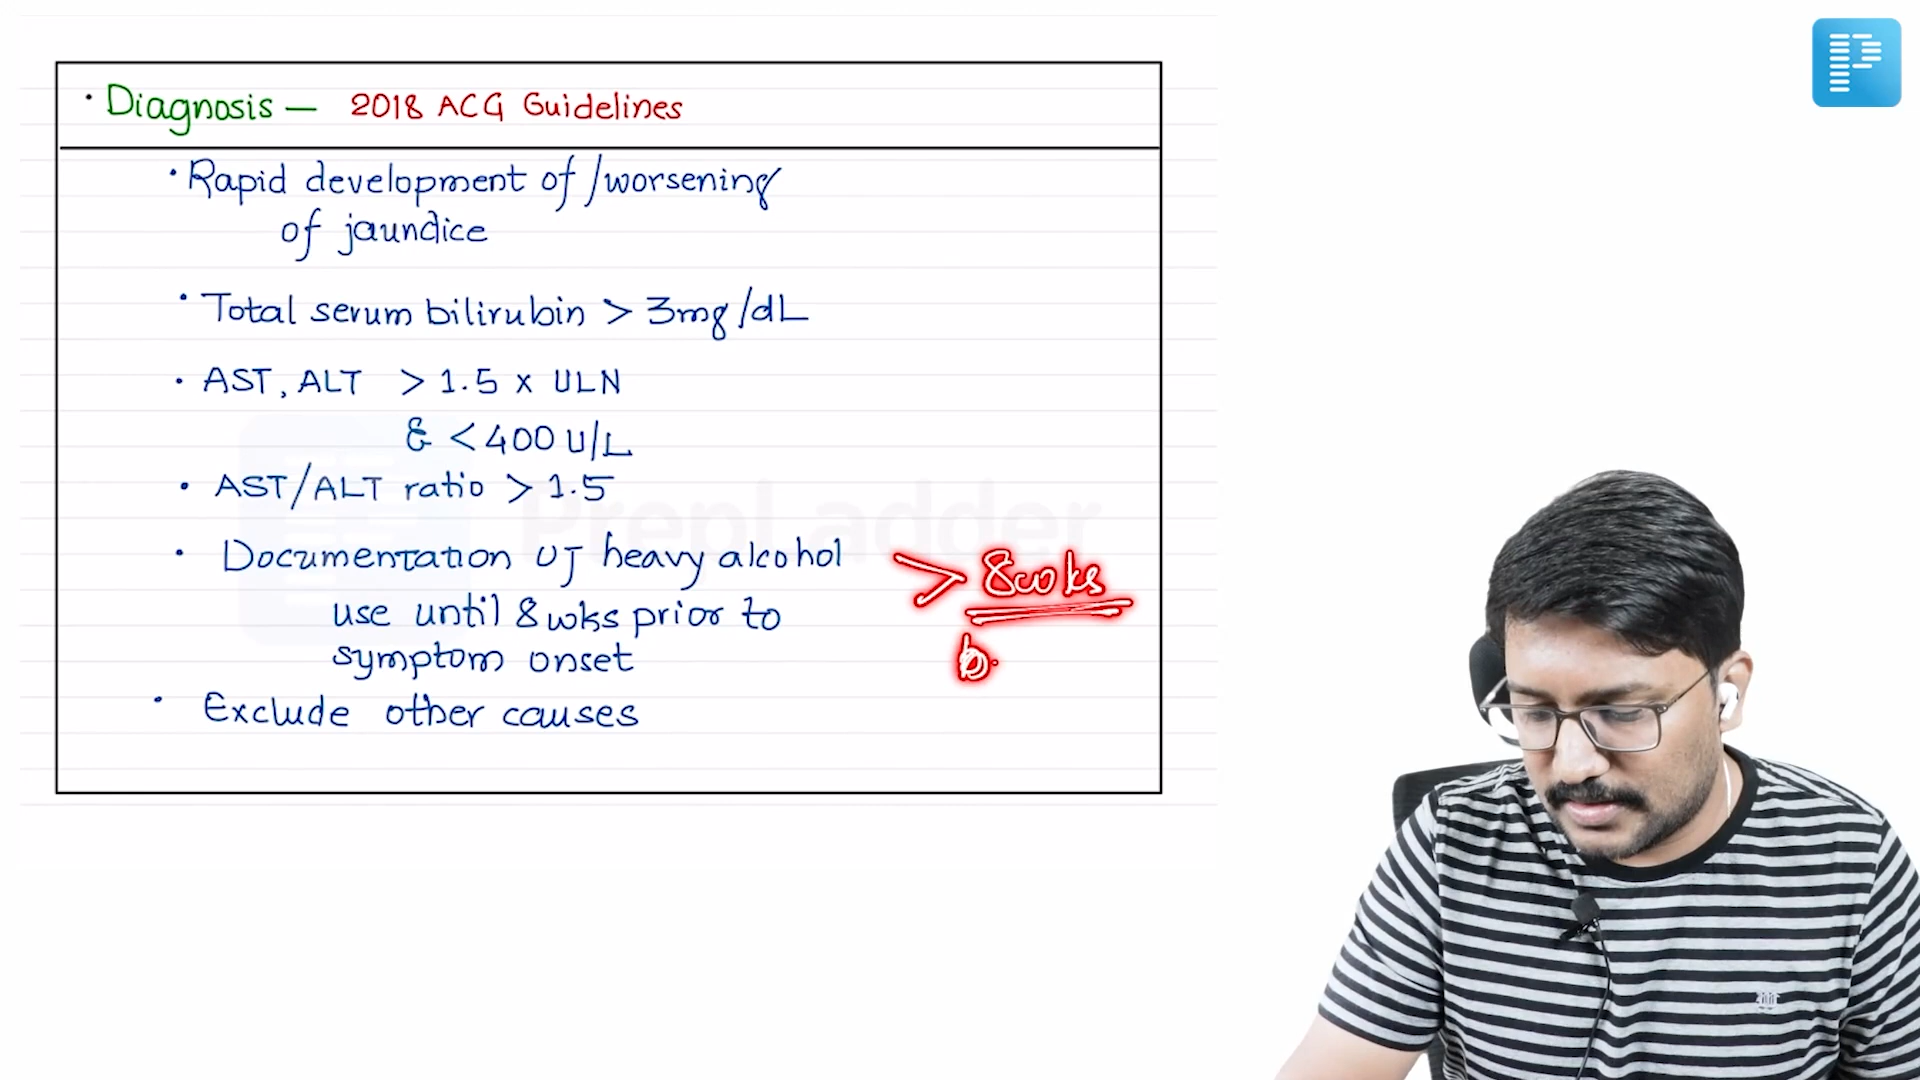 • Diagnosis — 2018 ACG Guidelines
• Rapid development of /worsening
of jaundice
• Total serum bilirubin > 3mg/dL
• AST, ALT > 1.5 x ULN
& < 400 U/L
• AST/ALT ratio > 1.5
PrepLadder
• Documentation of heavy alcohol
> 8wks
use until 8 wks prior to
symptom onset
b.
• Exclude other causes